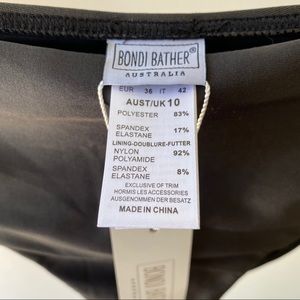 BONDI BATHER®
AUSTRALIA
EUR 36 IT 42
AUST/UK 10
POLYESTER 83%
SPANDEX
ELASTANE 17%
LINING-DOUBLURE-FUTTER
NYLON
POLYAMIDE 92%
SPANDEX
ELASTANE 8%
EXCLUSIVE OF TRIM
HORMIS LES ACCESSORIES
AUSGENOMMEN DER BESATZ
MADE IN CHINA